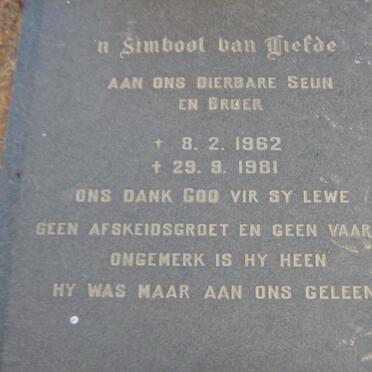 'n Simbool van Liefde
AAN ONS DIERBARE SEUN
EN BROER
† 8. 2. 1962
† 29. 9. 1981
ONS DANK GOD VIR SY LEWE
GEEN AFSKEIDSGROET EN GEEN VAAR
ONGEMERK IS HY HEEN
HY WAS MAAR AAN ONS GELEEN